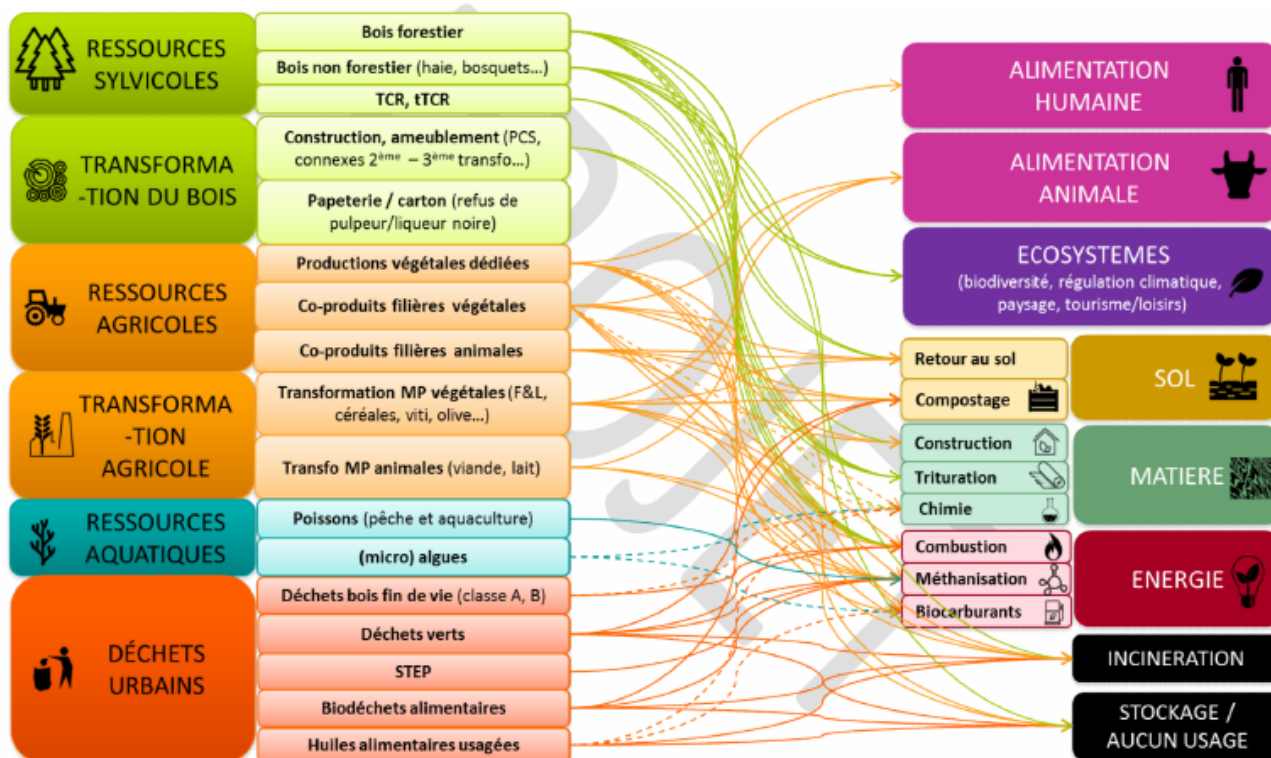 RESSOURCES
SYLVICOLES
Bois forestier
Bois non forestier (haie, bosquets...)
TCR, tTCR
TRANSFORMA
-TION DU BOIS
Construction, ameublement (PCS,
connexes 2ème – 3ème transfo...)
Papeterie / carton (refus de
pulpeur/liqueur noire)
RESSOURCES
AGRICOLES
Productions végétales dédiées
Co-produits filières végétales
Co-produits filières animales
TRANSFORMA
-TION
AGRICOLE
Transformation MP végétales (F&L,
céréales, viti, olive...)
Transfo MP animales (viande, lait)
RESSOURCES
AQUATIQUES
Poissons (pêche et aquaculture)
(micro) algues
DÉCHETS
URBAINS
Déchets bois fin de vie (classe A, B)
Déchets verts
STEP
Biodéchets alimentaires
Huiles alimentaires usagées
ALIMENTATION
HUMAINE
ALIMENTATION
ANIMALE
ECOSYSTEMES
(biodiversité, régulation climatique,
paysage, tourisme/loisirs)
Retour au sol
Compostage
SOL
Construction
Trituration
Chimie
MATIERE
Combustion
Méthanisation
Biocarburants
ENERGIE
INCINERATION
STOCKAGE /
AUCUN USAGE